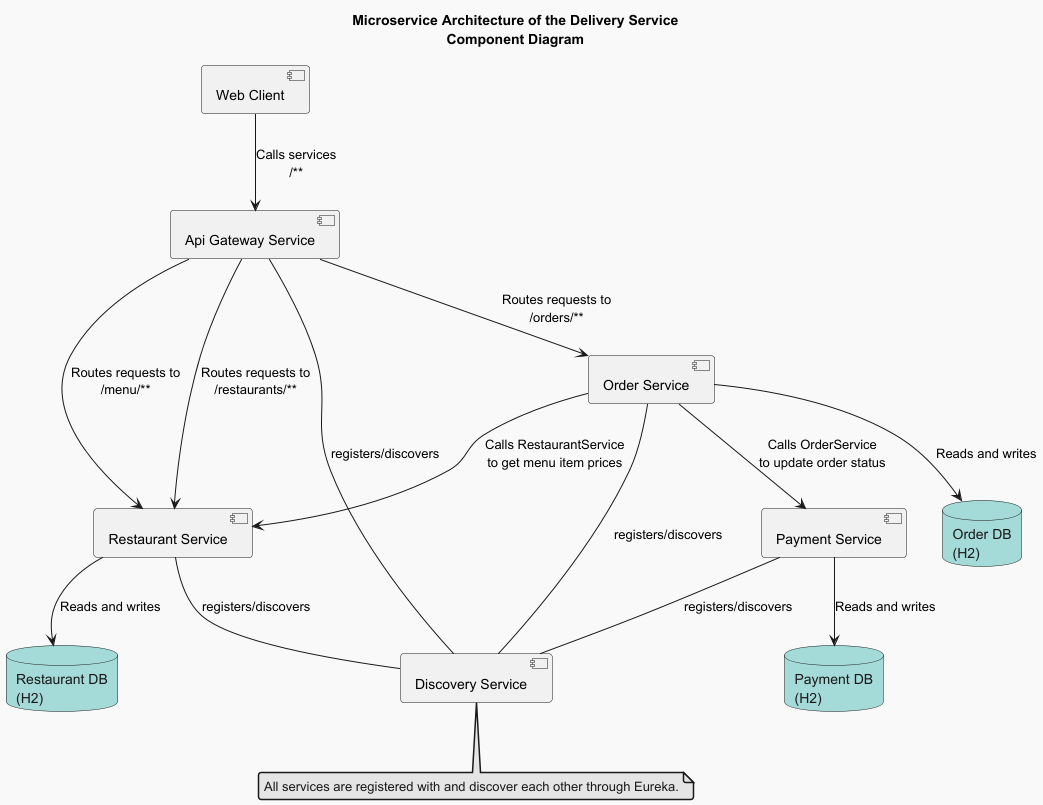 Microservice Architecture of the Delivery Service
Component Diagram
Web Client
Calls services
/**
Api Gateway Service
Routes requests to
/orders/**
Routes requests to
/menu/**
Routes requests to
/restaurants/**
registers/discovers
Order Service
Calls RestaurantService
to get menu item prices
Calls OrderService
to update order status
Reads and writes
registers/discovers
Restaurant Service
Payment Service
Order DB
(H2)
Reads and writes
registers/discovers
registers/discovers
Reads and writes
Restaurant DB
(H2)
Discovery Service
Payment DB
(H2)
All services are registered with and discover each other through Eureka.